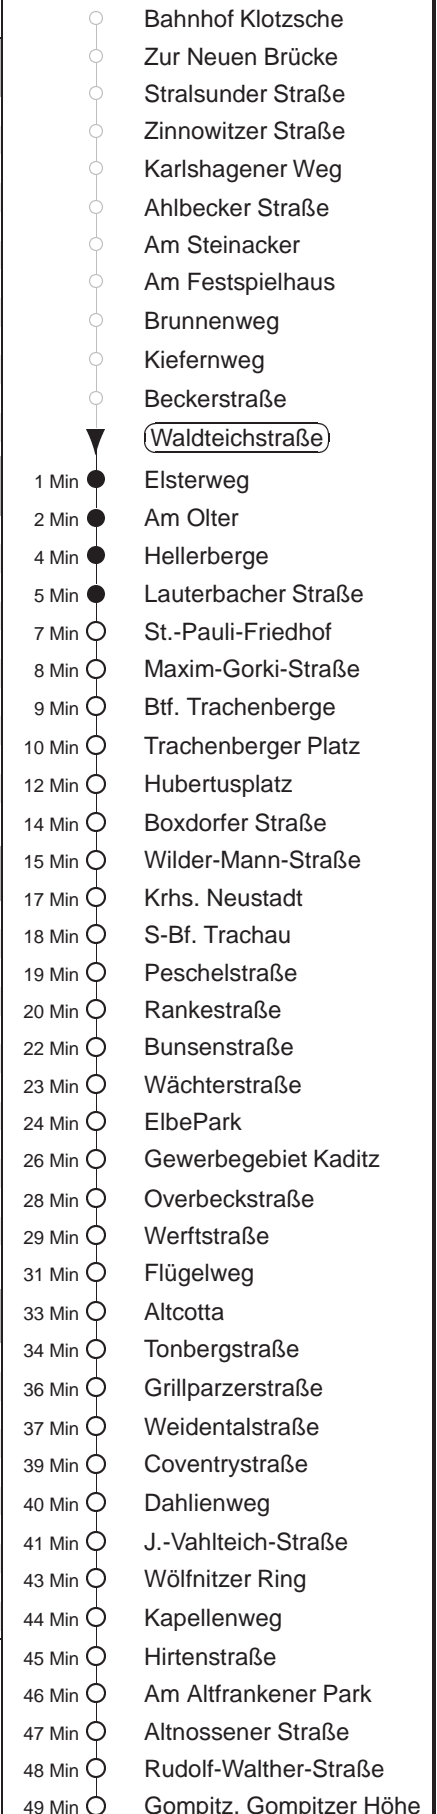 Bahnhof Klotzsche
Zur Neuen Brücke
Stralsunder Straße
Zinnowitzer Straße
Karlshagener Weg
Ahlbecker Straße
Am Steinacker
Am Festspielhaus
Brunnenweg
Kiefernweg
Beckerstraße
Waldteichstraße
1 Min Elsterweg
2 Min Am Olter
4 Min Hellerberge
5 Min Lauterbacher Straße
7 Min St.-Pauli-Friedhof
8 Min Maxim-Gorki-Straße
9 Min Btf. Trachenberge
10 Min Trachenberger Platz
12 Min Hubertusplatz
14 Min Boxdorfer Straße
15 Min Wilder-Mann-Straße
17 Min Krhs. Neustadt
18 Min S-Bf. Trachau
19 Min Peschelstraße
20 Min Rankestraße
22 Min Bunsenstraße
23 Min Wächterstraße
24 Min ElbePark
26 Min Gewerbegebiet Kaditz
28 Min Overbeckstraße
29 Min Werftstraße
31 Min Flügelweg
33 Min Altcotta
34 Min Tonbergstraße
36 Min Grillparzerstraße
37 Min Weidentalstraße
39 Min Coventrystraße
40 Min Dahlienweg
41 Min J.-Vahlteich-Straße
43 Min Wölfnitzer Ring
44 Min Kapellenweg
45 Min Hirtenstraße
46 Min Am Altfrankener Park
47 Min Altnossener Straße
48 Min Rudolf-Walther-Straße
49 Min Gompitz, Gompitzer Höhe